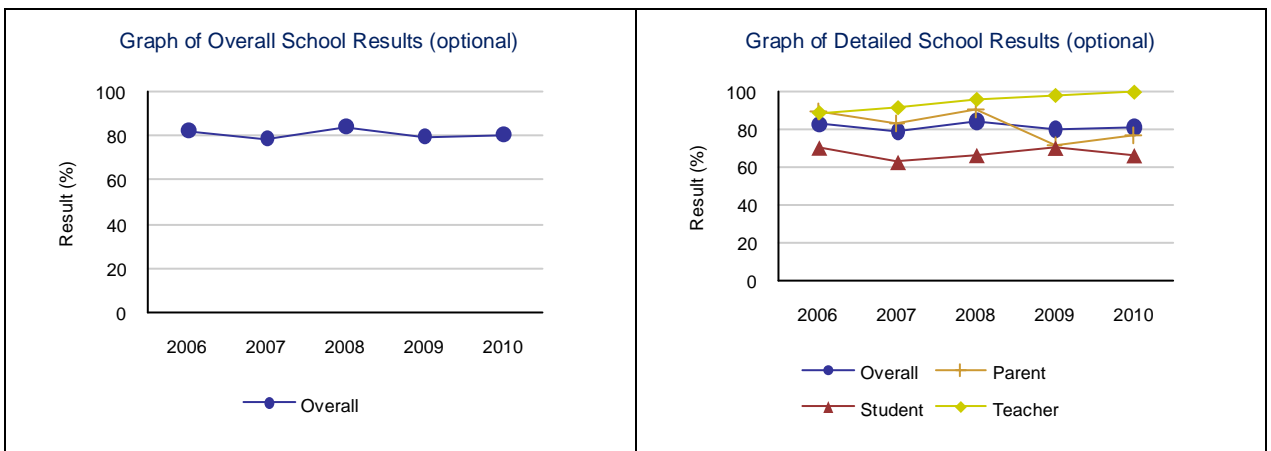 Graph of Overall School Results (optional)
100
80
60
40
20
0
Result (%)
2006 2007 2008 2009 2010
Overall
Graph of Detailed School Results (optional)
100
80
60
40
20
0
Result (%)
2006 2007 2008 2009 2010
Overall Parent
Student Teacher